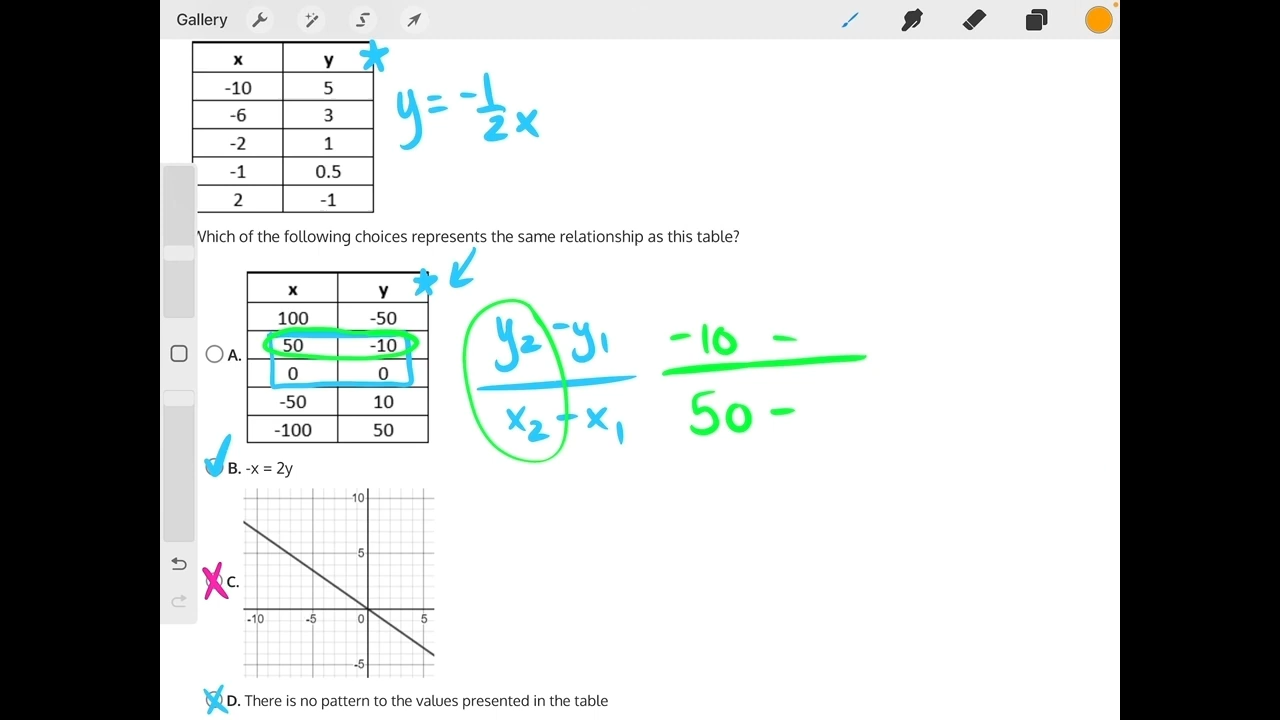 Gallery
x y
-10 5
-6 3
-2 1
-1 0.5
2 -1
y = -1/2 x
Which of the following choices represents the same relationship as this table?
x y
100 -50
A. 50 -10
0 0
-50 10
-100 50
y2 - y1
x2 - x1
-10 -
50 -
B. -x = 2y
10
5
C.
-10 -5 0 5
-5
D. There is no pattern to the values presented in the table